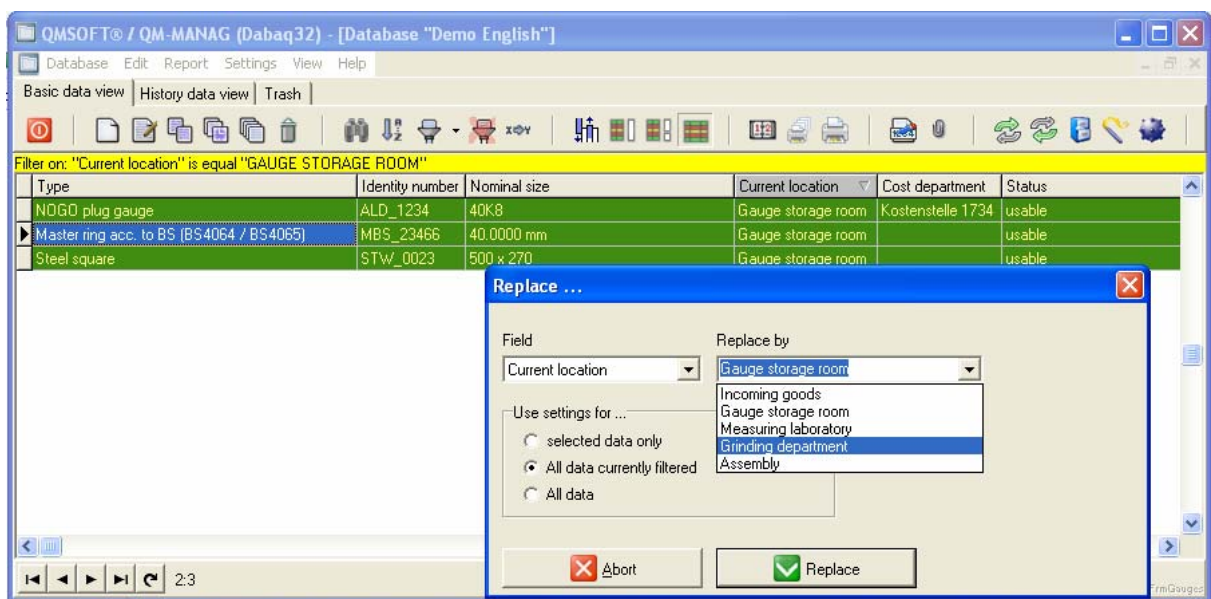 QMSOFT® / QM-MANAG (Dabaq32) - [Database "Demo English"]
Database Edit Report Settings View Help
Basic data view History data view Trash
Filter on: "Current location" is equal "GAUGE STORAGE ROOM"
Type Identity number Nominal size Current location Cost department Status
NOGO plug gauge ALD_1234 40K8 Gauge storage room Kostenstelle 1734 usable
Master ring acc. to BS (BS4064 / BS4065) MBS_23466 40.0000 mm Gauge storage room usable
Steel square STW_0023 500 x 270 Gauge storage room usable
Replace ...
Field Replace by
Current location Gauge storage room
Incoming goods
Gauge storage room
Measuring laboratory
Grinding department
Assembly
Use settings for ...
selected data only
All data currently filtered
All data
Abort Replace
2:3
FrmGauges